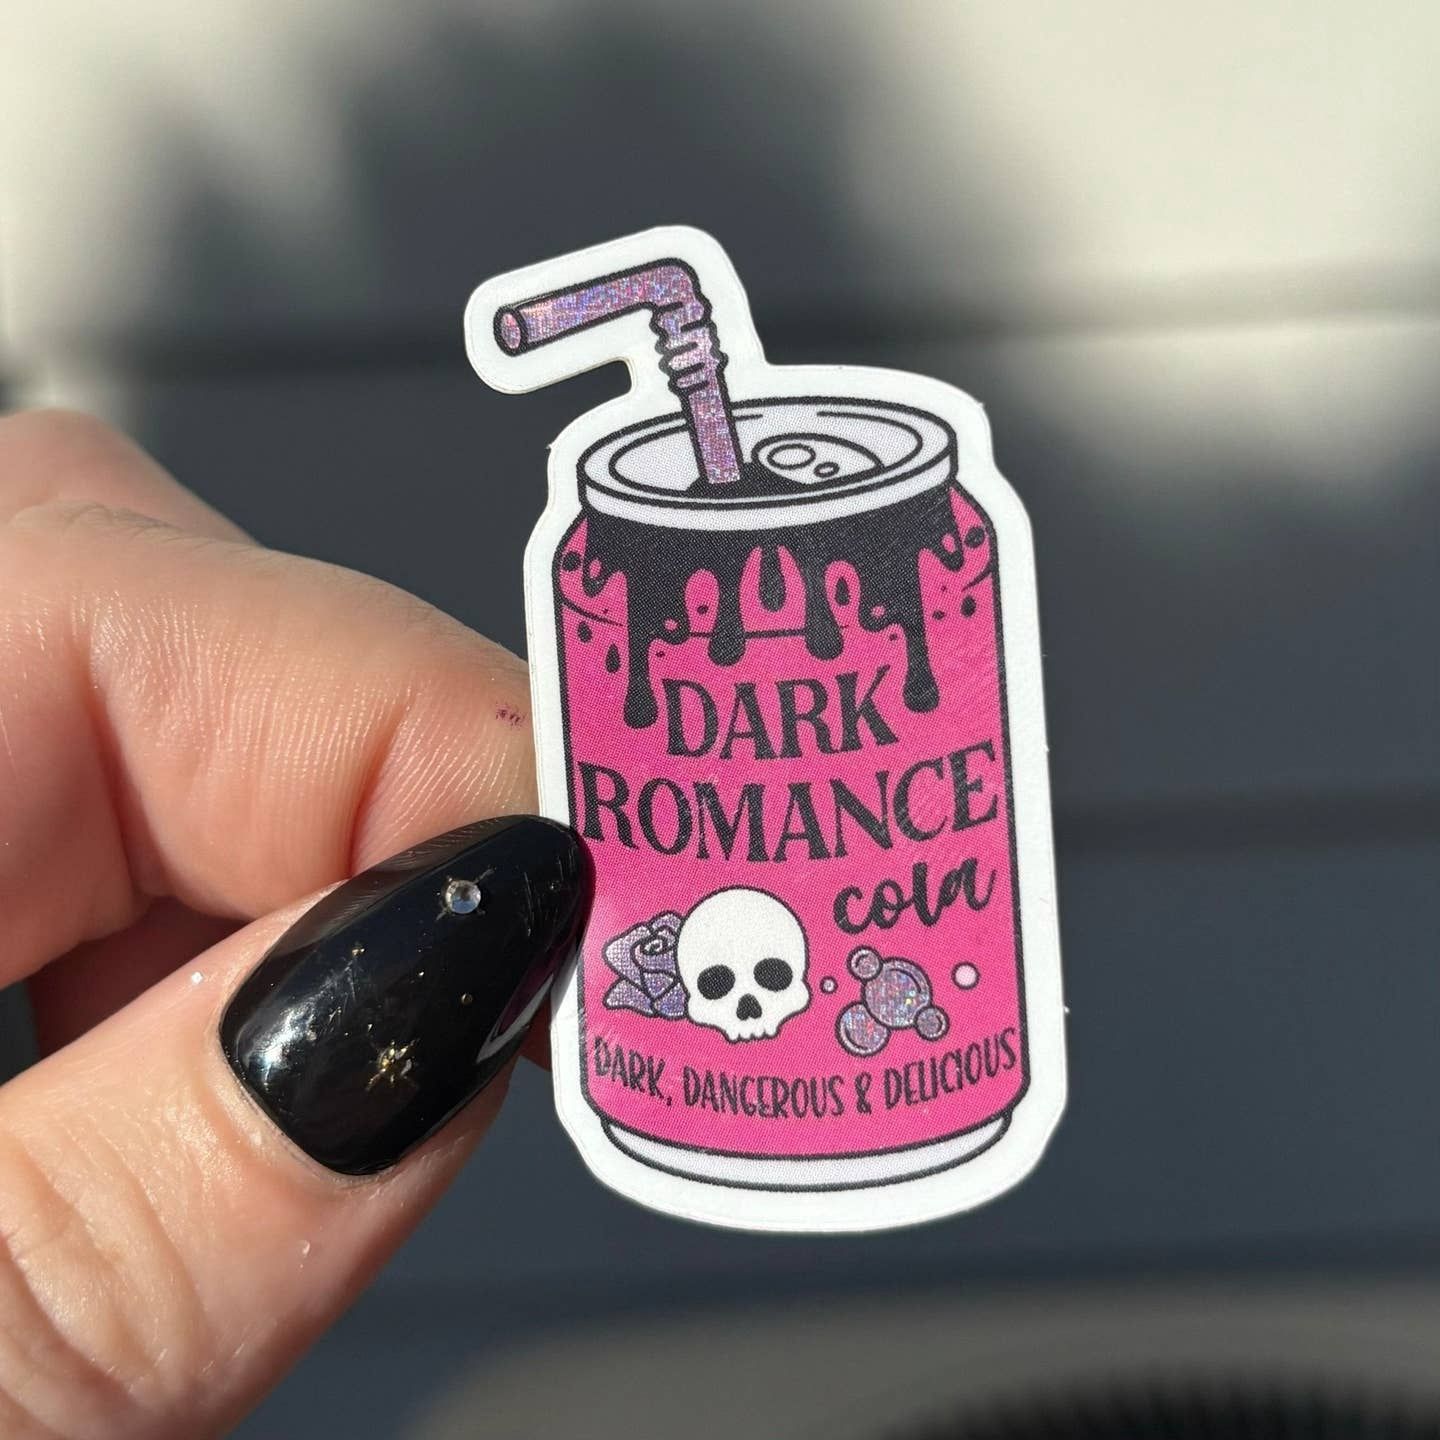 DARK
ROMANCE
cola
DARK, DANGEROUS & DELICIOUS